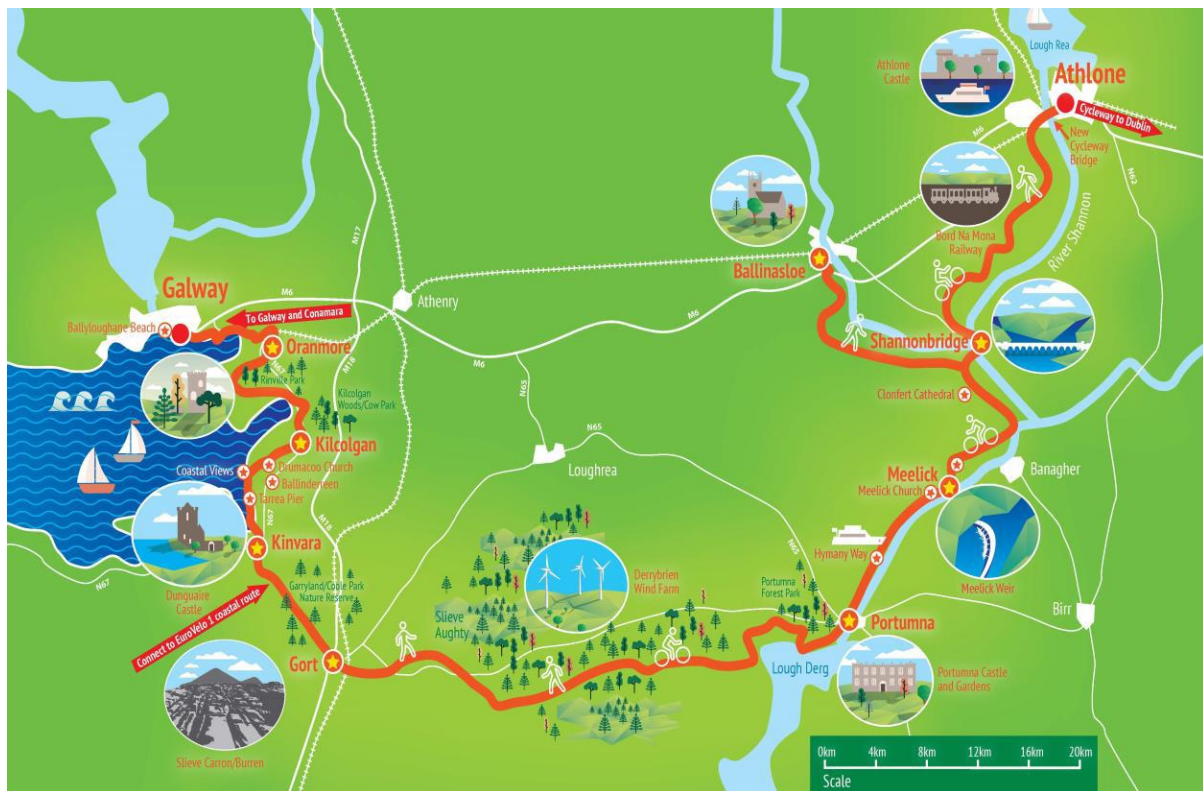 Lough Rea
Athlone
Athlone
Castle
Cycleway to Dublin
M6
New
Cycleway
Bridge
N62
Bord Na Mona
Railway
River Shannon
Ballinasloe
M17
Galway
M6
Athenry
Ballyloughane Beach
To Galway and Conamara
M6
Shannonbridge
Oranmore
N67
Rinville Park
M18
M6
Kilcolgan
Woods/Cow Park
N65
Clonfert Cathedral
Kilcolgan
N65
Loughrea
Coastal Views
Drumacoo Church
Ballinderreen
Tarrea Pier
N67
M18
Meelick
Meelick Church
Banagher
Kinvara
N67
Dunguaire
Castle
Garryland/Coole Park
Nature Reserve
Hymany Way
N65
Meelick Weir
Derrybrien
Wind Farm
Portumna
Forest Park
Slieve
Aughty
Birr
Portumna
Connect to EuroVelo 1 coastal route
Gort
Lough Derg
Portumna Castle
and Gardens
Slieve Carron/Burren
0km 4km 8km 12km 16km 20km
Scale